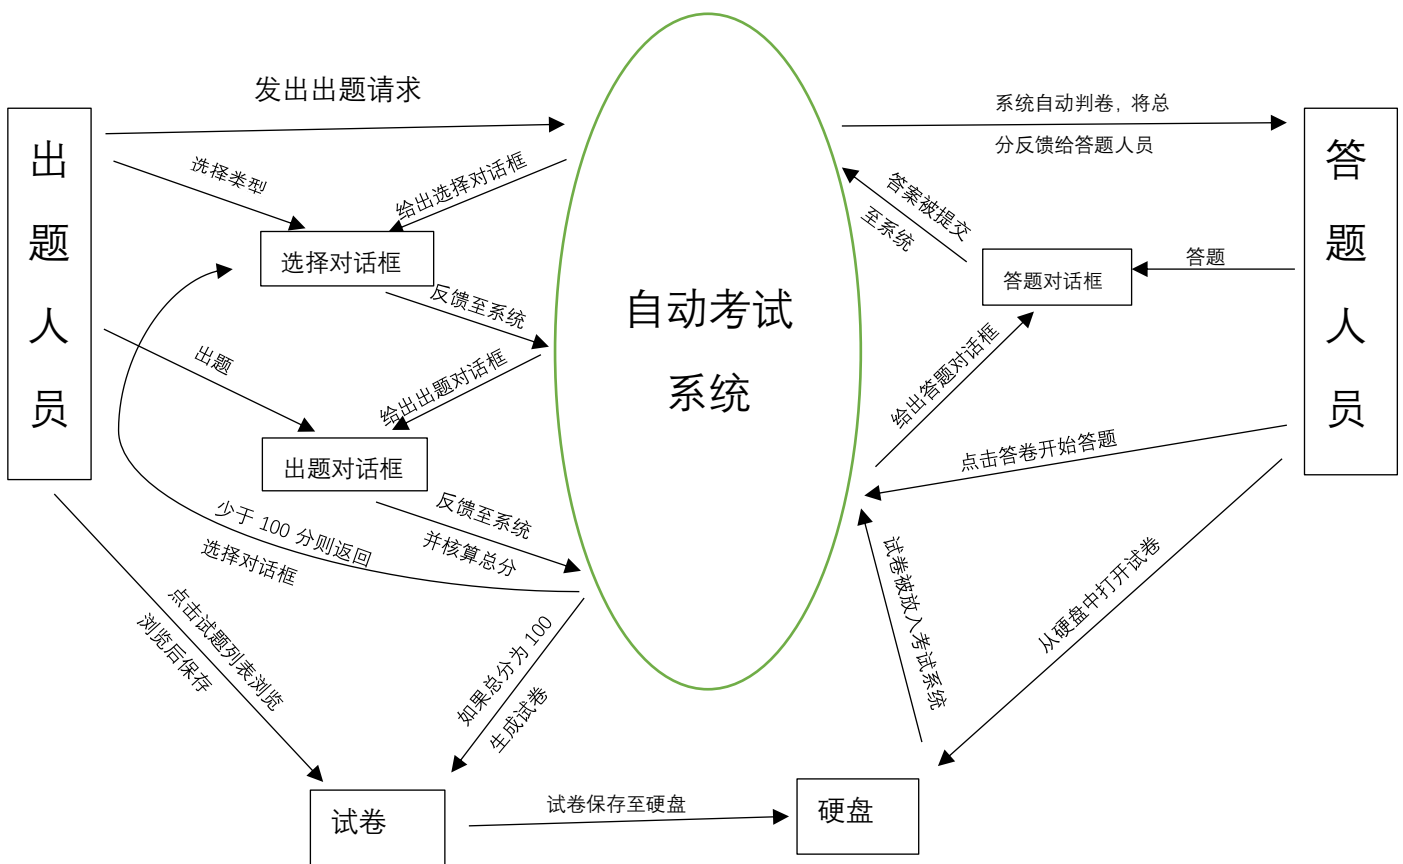 发出出题请求
系统自动判卷，将总
分反馈给答题人员
出
题
人
员
答
题
人
员
选择类型
给出选择对话框
答案被提交
至系统
选择对话框
答题
答题对话框
反馈至系统
自动考试
系统
出题
给出出题对话框
给出答题对话框
出题对话框
点击答卷开始答题
反馈至系统
并核算总分
少于 100 分则返回
选择对话框
点击试题列表浏览
浏览后保存
如果总分为 100
生成试卷
试卷被放入考试系统
从硬盘中打开试卷
试卷
试卷保存至硬盘
硬盘